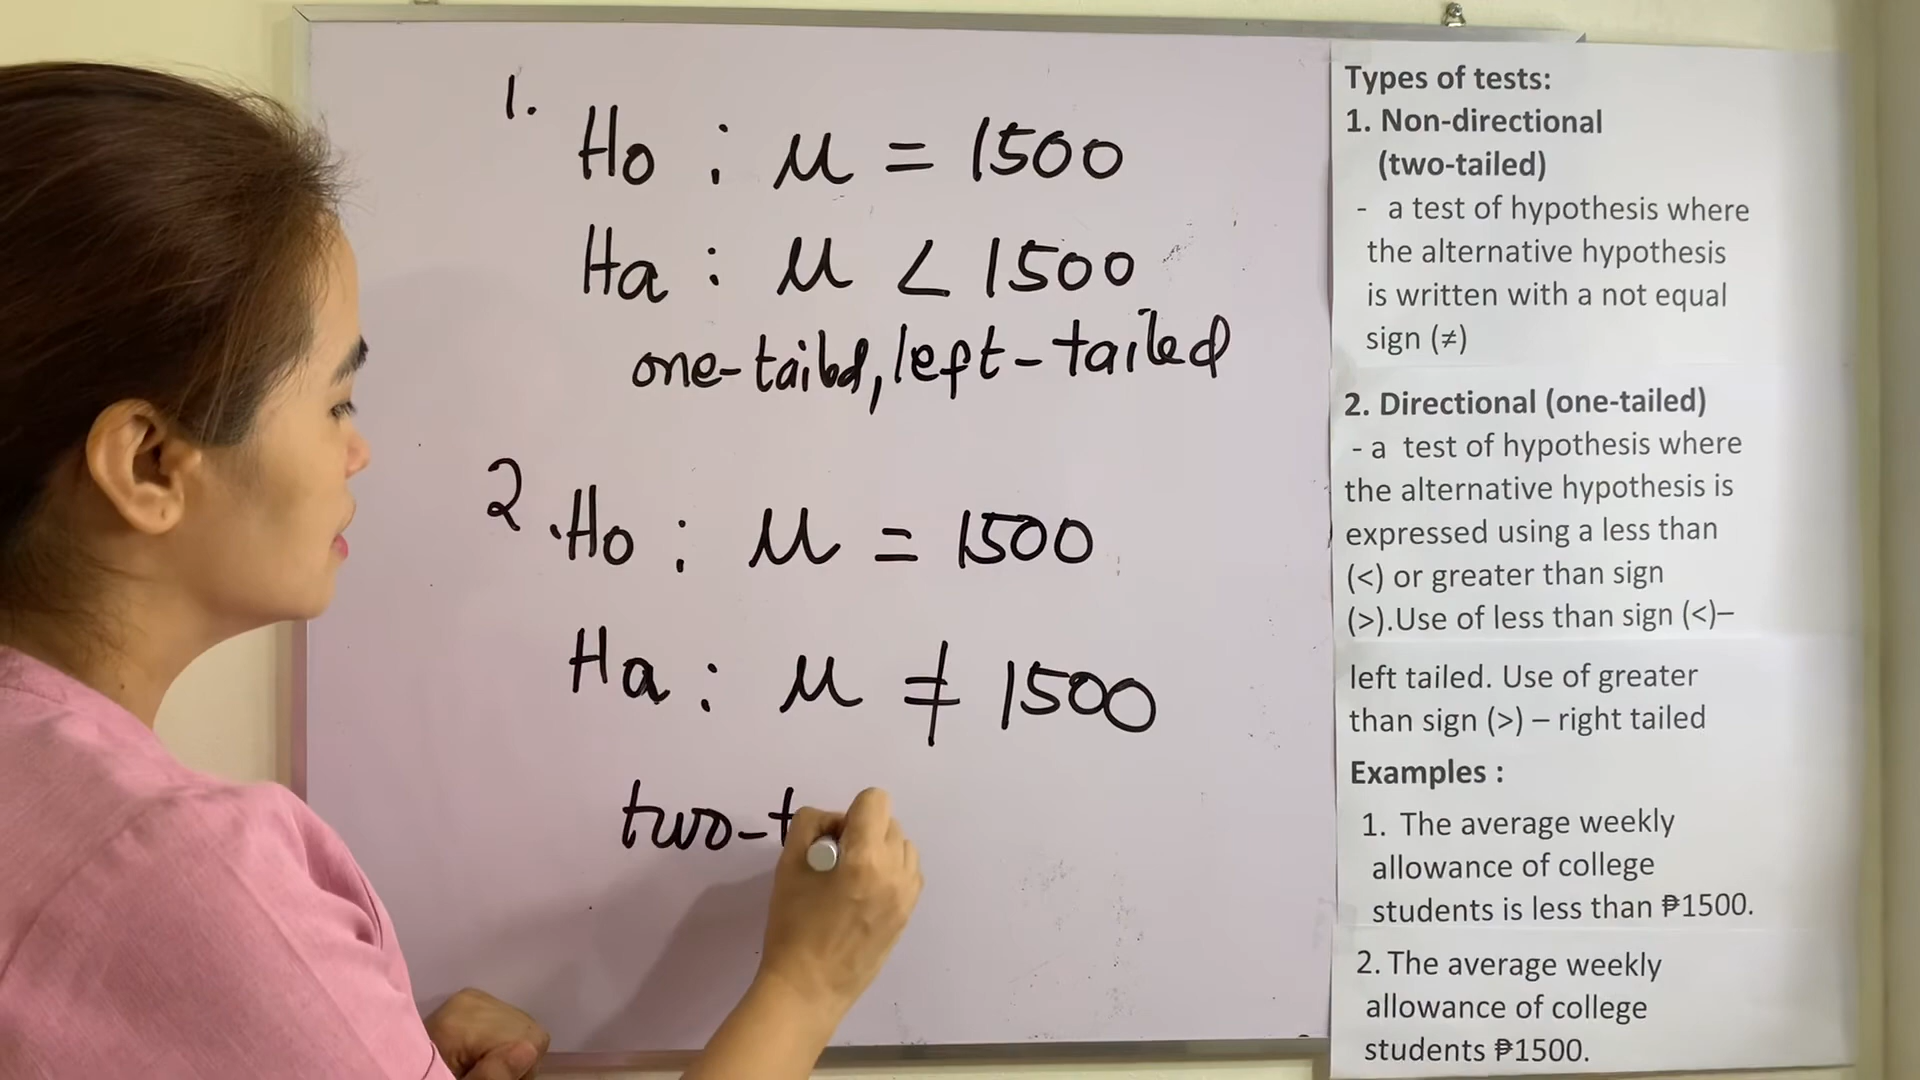 1.
Ho : μ = 1500
Ha : μ < 1500
one-tailed, left-tailed
2. Ho : μ = 1500
Ha : μ ≠ 1500
two-t
Types of tests:
1. Non-directional
(two-tailed)
- a test of hypothesis where
the alternative hypothesis
is written with a not equal
sign (≠)
2. Directional (one-tailed)
- a test of hypothesis where
the alternative hypothesis is
expressed using a less than
(<) or greater than sign
(>).Use of less than sign (<)–
left tailed. Use of greater
than sign (>) – right tailed
Examples :
1. The average weekly
allowance of college
students is less than ₱1500.
2. The average weekly
allowance of college
students ₱1500.